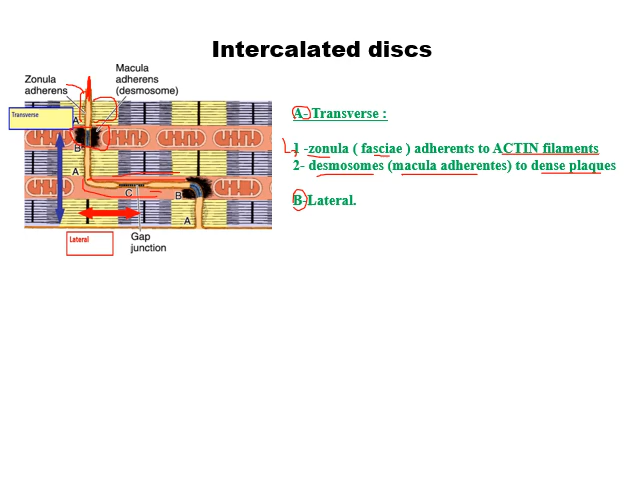 Intercalated discs
Macula
adherens
(desmosome)
Zonula
adherens
Transverse
A
B
A
C
B
A
Lateral
Gap
junction
A- Transverse :
1 -zonula ( fasciae ) adherents to ACTIN filaments
2- desmosomes (macula adherentes) to dense plaques
B-Lateral.